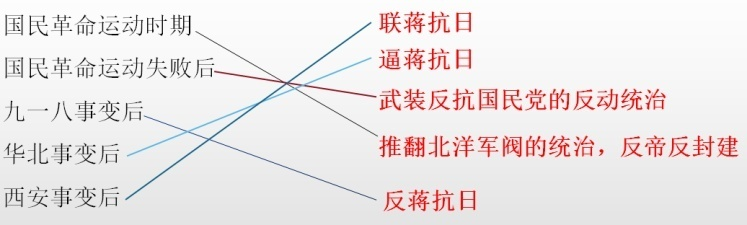 国民革命运动时期
国民革命运动失败后
九一八事变后
华北事变后
西安事变后
联蒋抗日
逼蒋抗日
武装反抗国民党的反动统治
推翻北洋军阀的统治，反帝反封建
反蒋抗日